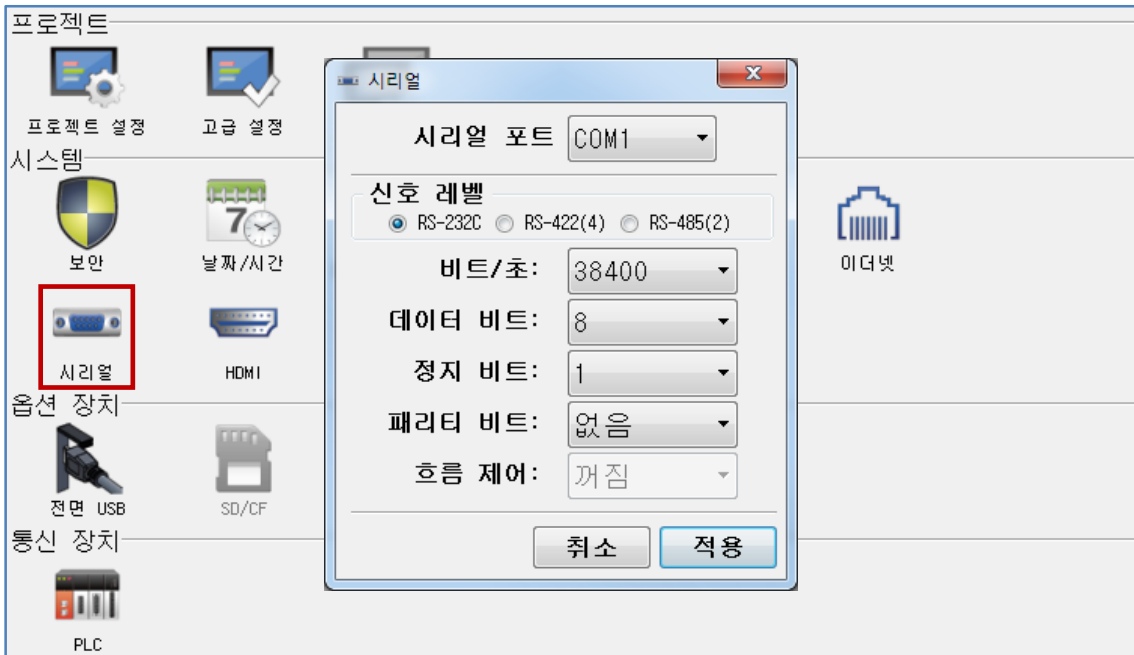 프로젝트
프로젝트 설정
고급 설정
시스템
보안
날짜/시간
이더넷
시리얼
HDMI
옵션 장치
전면 USB
SD/CF
통신 장치
PLC
시리얼
시리얼 포트 COM1
신호 레벨
RS-232C RS-422(4) RS-485(2)
비트/초: 38400
데이터 비트: 8
정지 비트: 1
패리티 비트: 없음
흐름 제어: 꺼짐
취소 적용